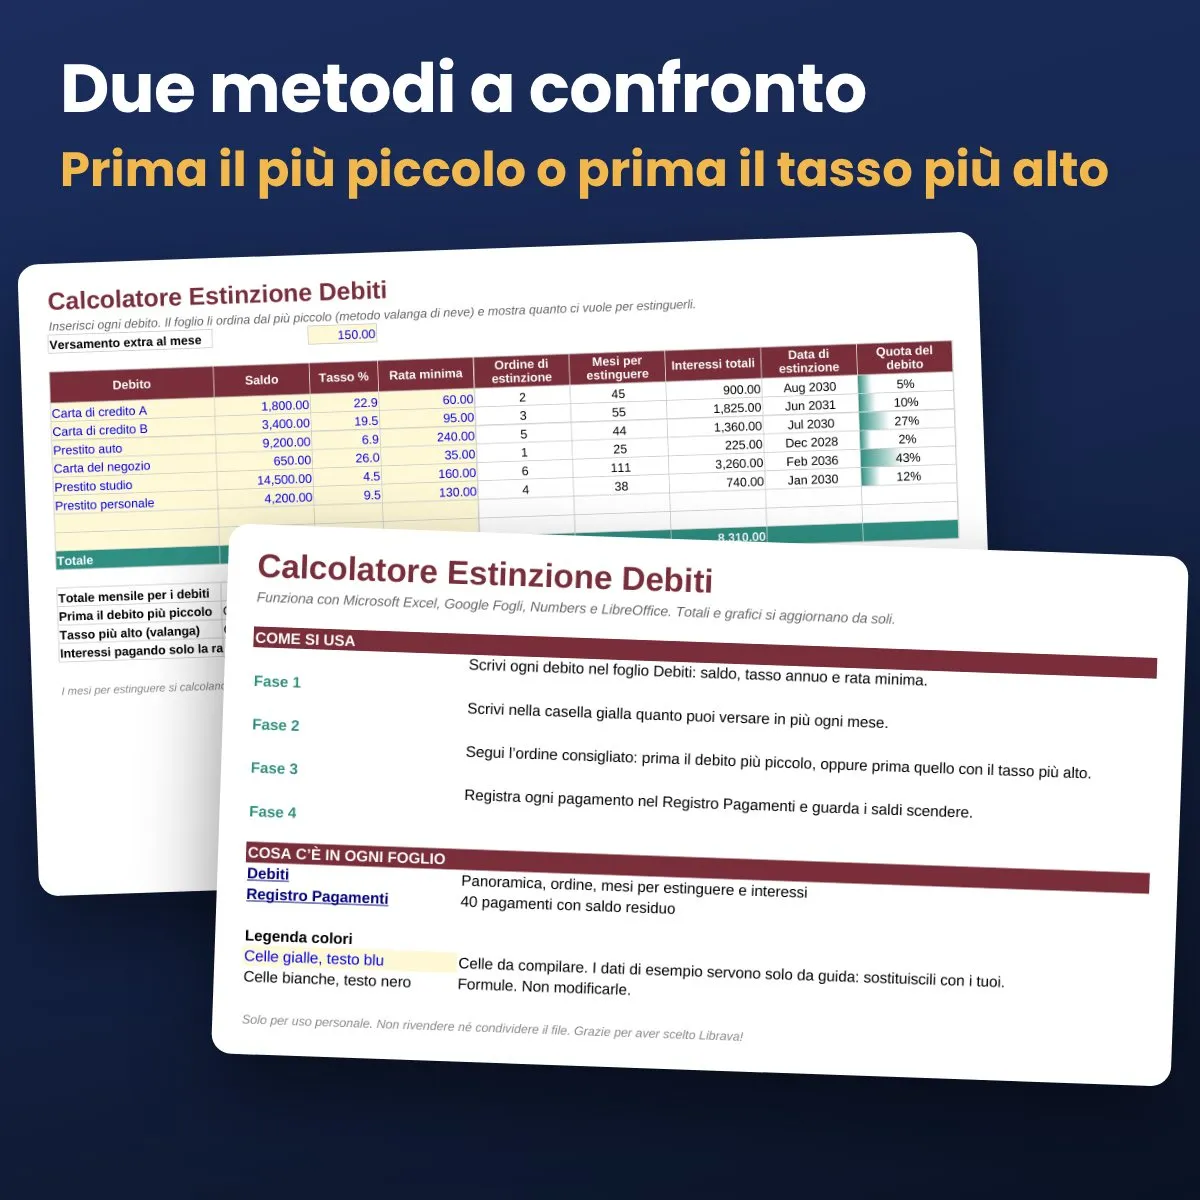 Due metodi a confronto
Prima il più piccolo o prima il tasso più alto
Calcolatore Estinzione Debiti
Inserisci ogni debito. Il foglio li ordina dal più piccolo (metodo valanga di neve) e mostra quanto ci vuole per estinguerli.
Versamento extra al mese 150.00
Debito Saldo Tasso % Rata minima Ordine di estinzione Mesi per estinguere Interessi totali Data di estinzione Quota del debito
Carta di credito A 1,800.00 22.9 60.00 2 45 900.00 Aug 2030 5%
Carta di credito B 3,400.00 19.5 95.00 3 55 1,825.00 Jun 2031 10%
Prestito auto 9,200.00 6.9 240.00 5 44 1,360.00 Jul 2030 27%
Carta del negozio 650.00 26.0 35.00 1 25 225.00 Dec 2028 2%
Prestito studio 14,500.00 4.5 160.00 6 111 3,260.00 Feb 2036 43%
Prestito personale 4,200.00 9.5 130.00 4 38 740.00 Jan 2030 12%
Totale 8,310.00
Totale mensile per i debiti
Prima il debito più piccolo
Tasso più alto (valanga)
Interessi pagando solo la ra
I mesi per estinguere si calcolano
Calcolatore Estinzione Debiti
Funziona con Microsoft Excel, Google Fogli, Numbers e LibreOffice. Totali e grafici si aggiornano da soli.
COME SI USA
Fase 1 Scrivi ogni debito nel foglio Debiti: saldo, tasso annuo e rata minima.
Fase 2 Scrivi nella casella gialla quanto puoi versare in più ogni mese.
Fase 3 Segui l’ordine consigliato: prima il debito più piccolo, oppure prima quello con il tasso più alto.
Fase 4 Registra ogni pagamento nel Registro Pagamenti e guarda i saldi scendere.
COSA C’È IN OGNI FOGLIO
Debiti Panoramica, ordine, mesi per estinguere e interessi
Registro Pagamenti 40 pagamenti con saldo residuo
Legenda colori
Celle gialle, testo blu Celle da compilare. I dati di esempio servono solo da guida: sostituiscili con i tuoi.
Celle bianche, testo nero Formule. Non modificarle.
Solo per uso personale. Non rivendere né condividere il file. Grazie per aver scelto Librava!